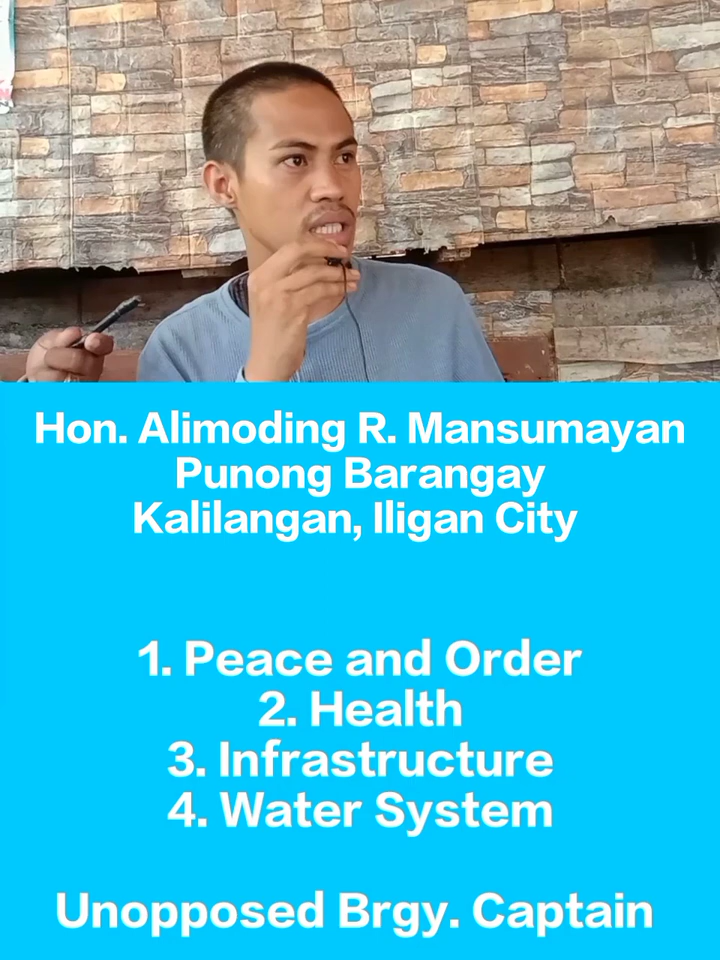 Hon. Alimoding R. Mansumayan
Punong Barangay
Kalilangan, Iligan City
1. Peace and Order
2. Health
3. Infrastructure
4. Water System
Unopposed Brgy. Captain